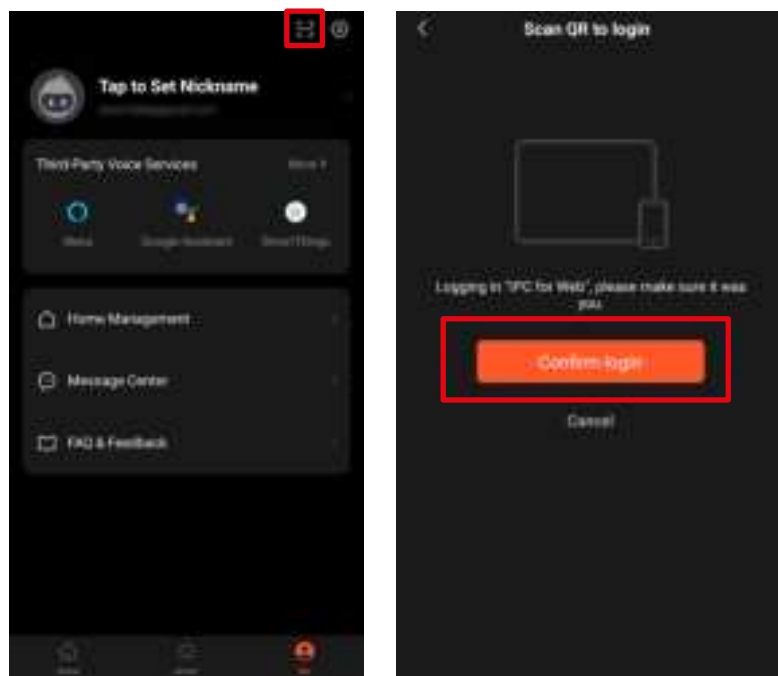 Tap to Set Nickname
Third-Party Voice Services
More >
Alexa
Google Assistant
SmartThings
Home Management
Message Center
FAQ & Feedback
Scan QR to login
Logging in "IPC for Web", please make sure it was
you.
Confirm login
Cancel